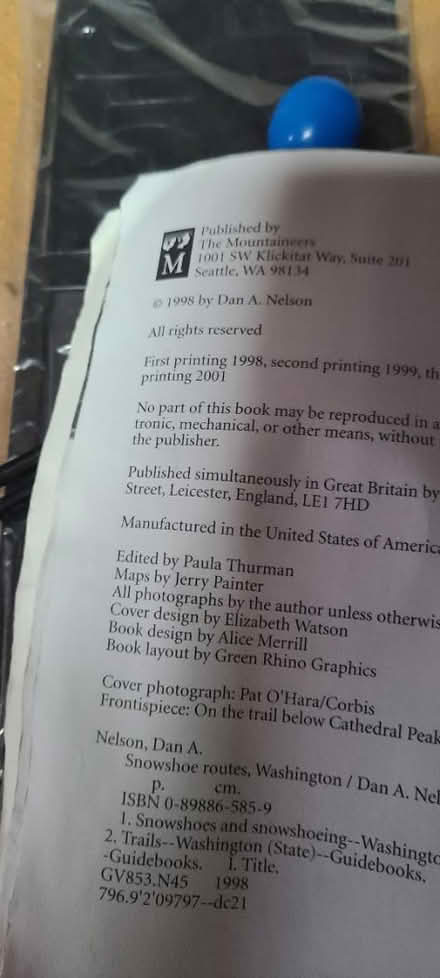 M
Published by
The Mountaineers
1001 SW Klickitat Way, Suite 201
Seattle, WA 98134
© 1998 by Dan A. Nelson
All rights reserved
First printing 1998, second printing 1999, th
printing 2001
No part of this book may be reproduced in a
tronic, mechanical, or other means, without
the publisher.
Published simultaneously in Great Britain by
Street, Leicester, England, LE1 7HD
Manufactured in the United States of America
Edited by Paula Thurman
Maps by Jerry Painter
All photographs by the author unless otherwis
Cover design by Elizabeth Watson
Book design by Alice Merrill
Book layout by Green Rhino Graphics
Cover photograph: Pat O'Hara/Corbis
Frontispiece: On the trail below Cathedral Peak
Nelson, Dan A.
Snowshoe routes, Washington / Dan A. Nel
p. cm.
ISBN 0-89886-585-9
1. Snowshoes and snowshoeing--Washingto
2. Trails--Washington (State)--Guidebooks.
-Guidebooks. I. Title.
GV853.N45 1998
796.9'2'09797--dc21